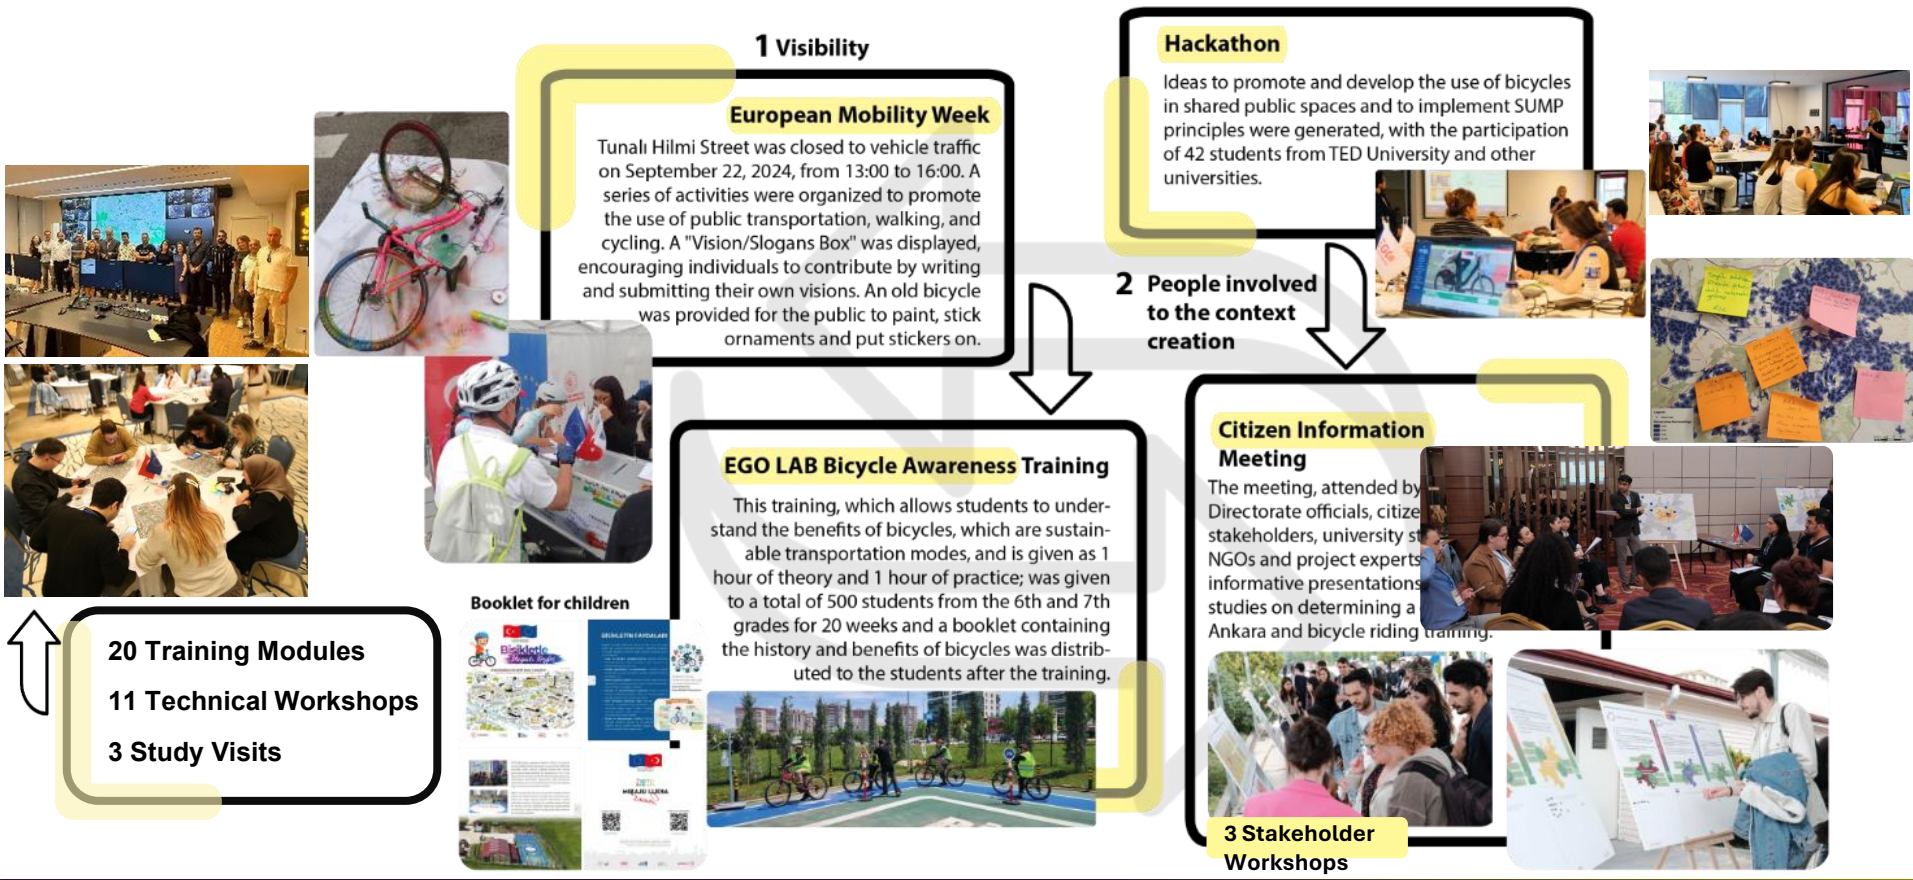 1 Visibility
European Mobility Week
Tunalı Hilmi Street was closed to vehicle traffic
on September 22, 2024, from 13:00 to 16:00. A
series of activities were organized to promote
the use of public transportation, walking, and
cycling. A "Vision/Slogans Box" was displayed,
encouraging individuals to contribute by writing
and submitting their own visions. An old bicycle
was provided for the public to paint, stick
ornaments and put stickers on.
EGO LAB Bicycle Awareness Training
This training, which allows students to under-
stand the benefits of bicycles, which are sustain-
able transportation modes, and is given as 1
hour of theory and 1 hour of practice; was given
to a total of 500 students from the 6th and 7th
grades for 20 weeks and a booklet containing
the history and benefits of bicycles was distrib-
uted to the students after the training.
Booklet for children
Bisikletle
BİSİKLETİN FAYDALARI
20 Training Modules
11 Technical Workshops
3 Study Visits
Hackathon
Ideas to promote and develop the use of bicycles
in shared public spaces and to implement SUMP
principles were generated, with the participation
of 42 students from TED University and other
universities.
2 People involved
to the context
creation
Citizen Information
Meeting
The meeting, attended by
Directorate officials, citize
stakeholders, university st
NGOs and project experts
informative presentations
studies on determining a
Ankara and bicycle riding training.
3 Stakeholder
Workshops